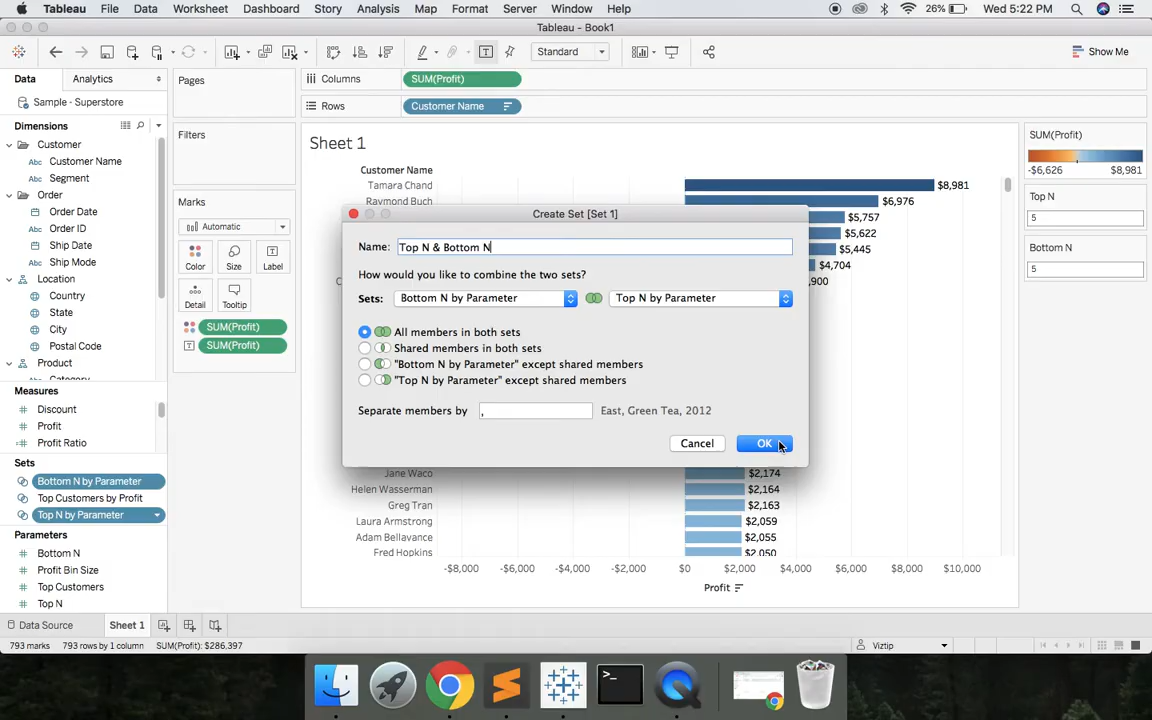 Tableau File Data Worksheet Dashboard Story Analysis Map Format Server Window Help 26% Wed 5:22 PM
Tableau - Book1
Standard Show Me
Data Analytics
Sample - Superstore
Dimensions
Customer
Abc Customer Name
Abc Segment
Order
Order Date
Abc Order ID
Ship Date
Abc Ship Mode
Location
Country
State
City
Postal Code
Product
Abc Category
Measures
# Discount
# Profit
=# Profit Ratio
Sets
Bottom N by Parameter
Top Customers by Profit
Top N by Parameter
Parameters
# Bottom N
# Profit Bin Size
# Top Customers
# Top N
Pages
Filters
Marks
Automatic
Color Size Label
Detail Tooltip
SUM(Profit)
SUM(Profit)
Columns SUM(Profit)
Rows Customer Name
Sheet 1
Customer Name
Tamara Chand $8,981
Raymond Buch $6,976
$5,757
$5,622
$5,445
$4,704
Create Set [Set 1]
Name: Top N & Bottom N
How would you like to combine the two sets?
Sets: Bottom N by Parameter Top N by Parameter
All members in both sets
Shared members in both sets
"Bottom N by Parameter" except shared members
"Top N by Parameter" except shared members
Separate members by , East, Green Tea, 2012
Cancel OK
Jane Waco $2,174
Helen Wasserman $2,164
Greg Tran $2,163
Laura Armstrong $2,059
Adam Bellavance $2,055
Fred Hopkins $2,050
-$8,000 -$6,000 -$4,000 -$2,000 $0 $2,000 $4,000 $6,000 $8,000 $10,000
Profit
SUM(Profit)
-$6,626 $8,981
Top N
5
Bottom N
5
Data Source Sheet 1
793 marks 793 rows by 1 column SUM(Profit): $286,397 Viztip